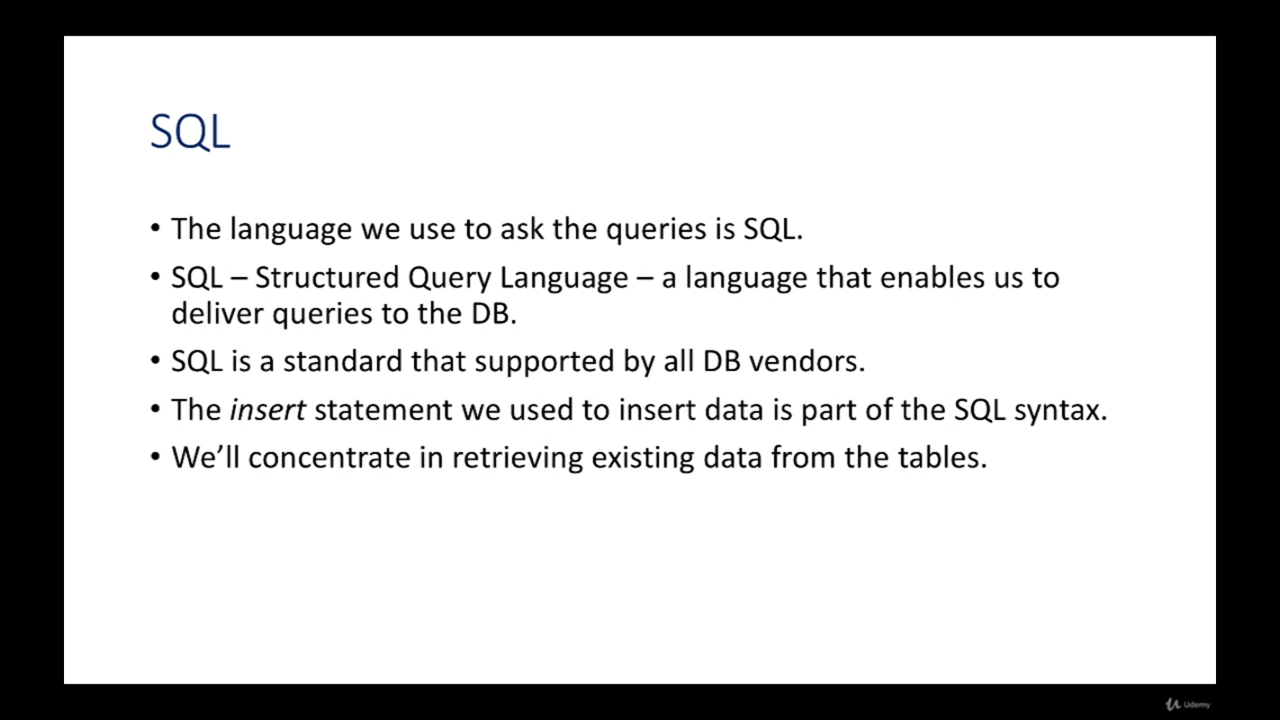 SQL
• The language we use to ask the queries is SQL.
• SQL – Structured Query Language – a language that enables us to
deliver queries to the DB.
• SQL is a standard that supported by all DB vendors.
• The insert statement we used to insert data is part of the SQL syntax.
• We’ll concentrate in retrieving existing data from the tables.
Udemy